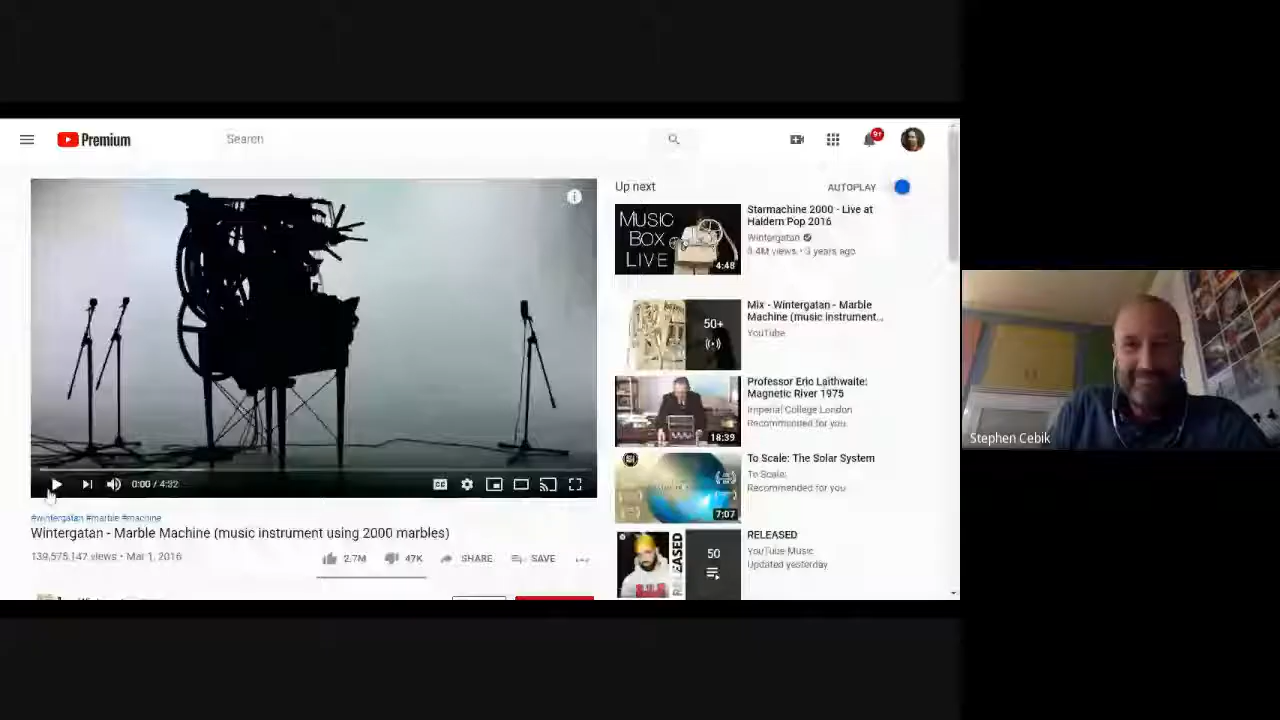 Premium
Search
9+
Up next
AUTOPLAY
MUSIC
BOX
LIVE
4:48
Starmachine 2000 - Live at
Haldern Pop 2016
Wintergatan
3 years ago
50+
Mix - Wintergatan - Marble
Machine (music instrument...
YouTube
18:39
Professor Eric Laithwaite:
Magnetic River 1975
Imperial College London
Recommended for you
7:07
To Scale: The Solar System
To Scale:
Recommended for you
RELEASED
50
RELEASED
YouTube Music
Updated yesterday
0:00 / 4:32
#wintergatan #marble #machine
Wintergatan - Marble Machine (music instrument using 2000 marbles)
139,575,147 views • Mar 1, 2016
2.7M
47K
SHARE
SAVE
Stephen Cebik